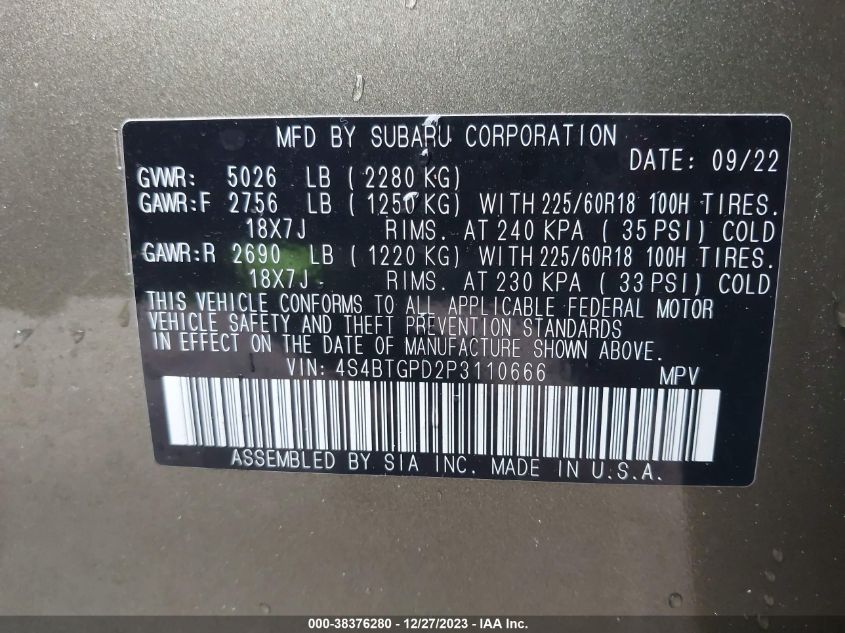 MFD BY SUBARU CORPORATION
DATE: 09/22
GVWR: 5026 LB ( 2280 KG)
GAWR:F 2756 LB ( 1250 KG) WITH 225/60R18 100H TIRES.
18X7J RIMS. AT 240 KPA ( 35 PSI) COLD
GAWR:R 2690 LB ( 1220 KG) WITH 225/60R18 100H TIRES.
18X7J RIMS. AT 230 KPA ( 33 PSI) COLD
THIS VEHICLE CONFORMS TO ALL APPLICABLE FEDERAL MOTOR
VEHICLE SAFETY AND THEFT PREVENTION STANDARDS
IN EFFECT ON THE DATE OF MANUFACTURE SHOWN ABOVE.
VIN: 4S4BTGPD2P3110666 MPV
ASSEMBLED BY SIA INC. MADE IN U.S.A.
000-38376280 - 12/27/2023 - IAA Inc.